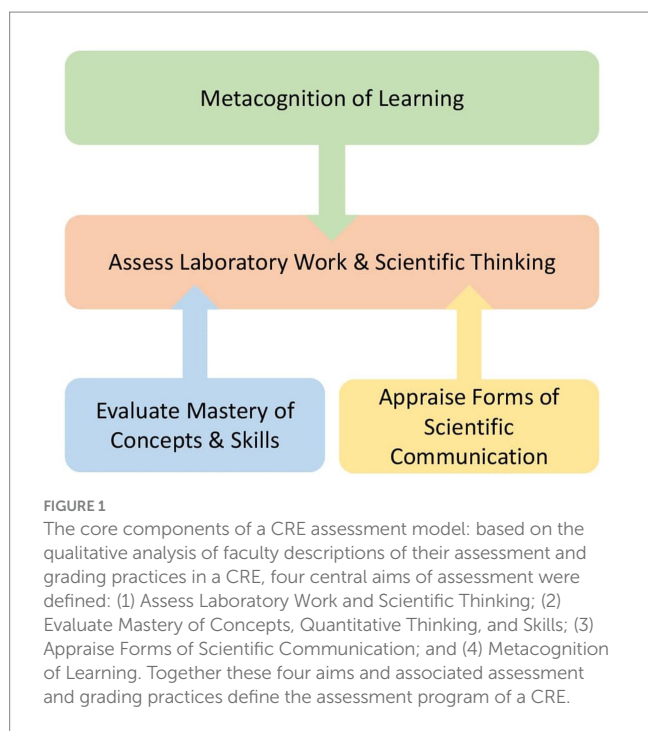 Metacognition of Learning
Assess Laboratory Work & Scientific Thinking
Evaluate Mastery of
Concepts & Skills
Appraise Forms of
Scientific
Communication
FIGURE 1
The core components of a CRE assessment model: based on the
qualitative analysis of faculty descriptions of their assessment and
grading practices in a CRE, four central aims of assessment were
defined: (1) Assess Laboratory Work and Scientific Thinking; (2)
Evaluate Mastery of Concepts, Quantitative Thinking, and Skills; (3)
Appraise Forms of Scientific Communication; and (4) Metacognition
of Learning. Together these four aims and associated assessment
and grading practices define the assessment program of a CRE.